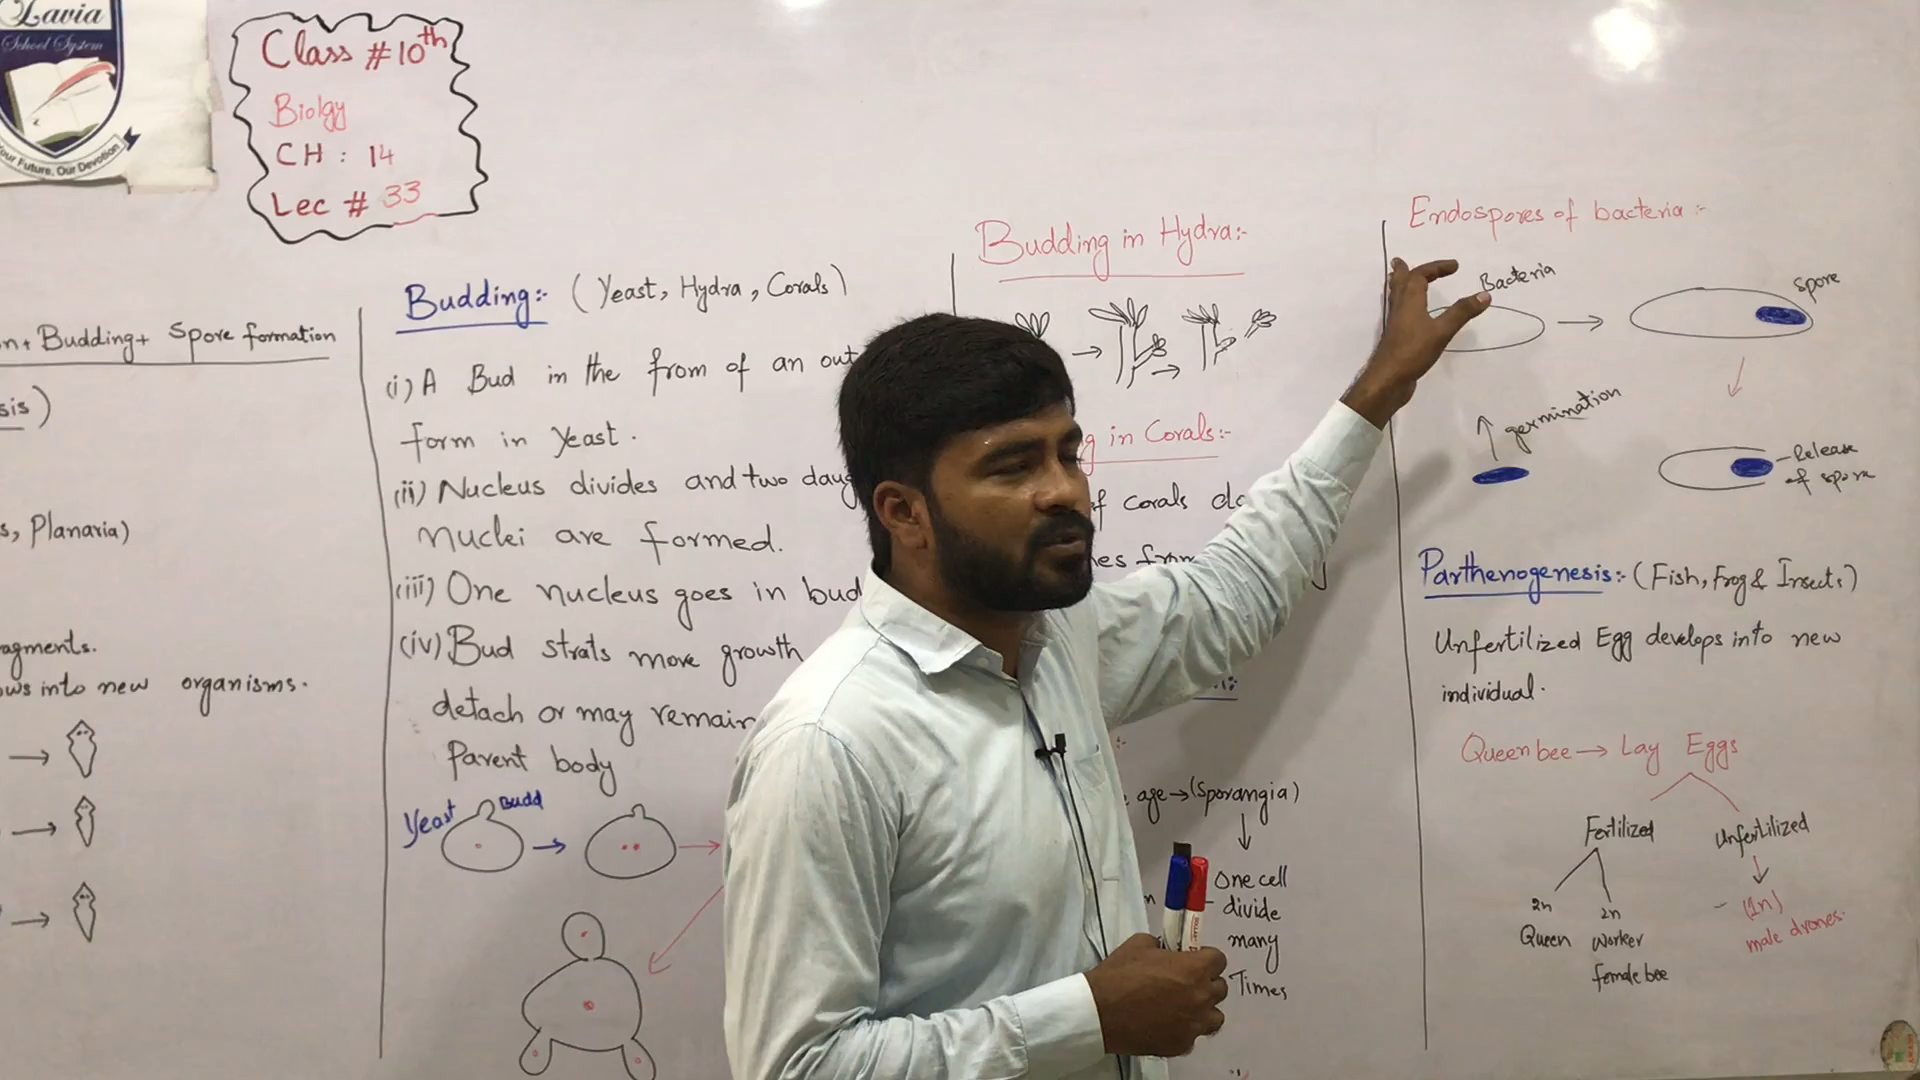 Lavia
School System
Your Future, Our Devotion
Class #10th
Biolgy
CH : 14
Lec # 33
Budding+ Spore formation
, Planaria)
into new organisms.
Budding:- (Yeast, Hydra, Corals)
(i) A Bud in the from of an out
form in Yeast.
(ii) Nucleus divides and two
nuclei are formed.
(iii) One nucleus goes in bud
(iv) Bud strats more growth
detach or may remain
Parent body
Yeast Budd
Budding in Hydra:-
in Corals:-
of corals
age→(Sporangia)
One cell
divide
many
Times
Endospores of bacteria:-
Bacteria
Spore
germination
Release
of spora
Parthenogenesis:- (Fish, Frog & Insects)
Unfertilized Egg develops into new
individual.
Queen bee → Lay Eggs
Fertilized Unfertilized
2n 2n (1n)
Queen Worker male drones.
female bee